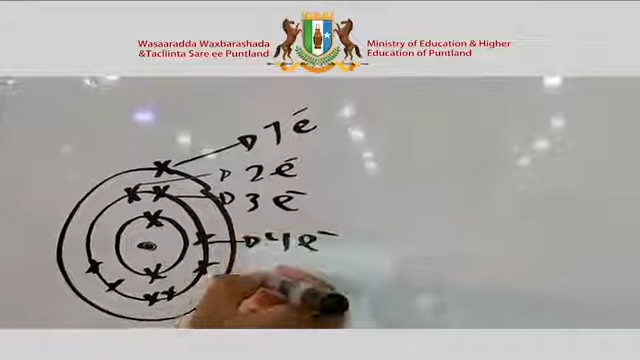 Wasaaradda Waxbarashada
&Tacliinta Sare ee Puntland
Ministry of Education & Higher
Education of Puntland
1 e⁻
2 e⁻
3 e⁻
4 e⁻